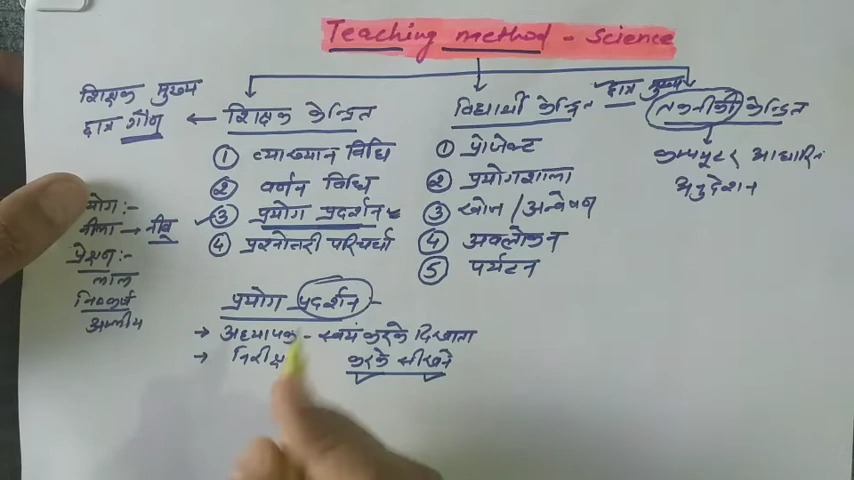 Teaching method - Science
शिक्षक मुख्य
छात्र गौण
शिक्षक केन्द्रित
① व्याख्यान विधि
② वर्णन विधि
③ प्रयोग प्रदर्शन
④ प्रश्नोत्तरी परिचर्चा
विद्यार्थी केन्द्रित
छात्र मुख्य
① प्रोजेक्ट
② प्रयोगशाला
③ खोज / अन्वेषण
④ अवलोकन
⑤ पर्यटन
तकनीकी केन्द्रित
कम्प्यूटर आधारित
अनुदेशन
नीला → नींबू
प्रेक्षण :-
लाल
निष्कर्ष
अम्लीय
प्रयोग प्रदर्शन :-
→ अध्यापक - स्वयं करके दिखाता
→ करके सीखने